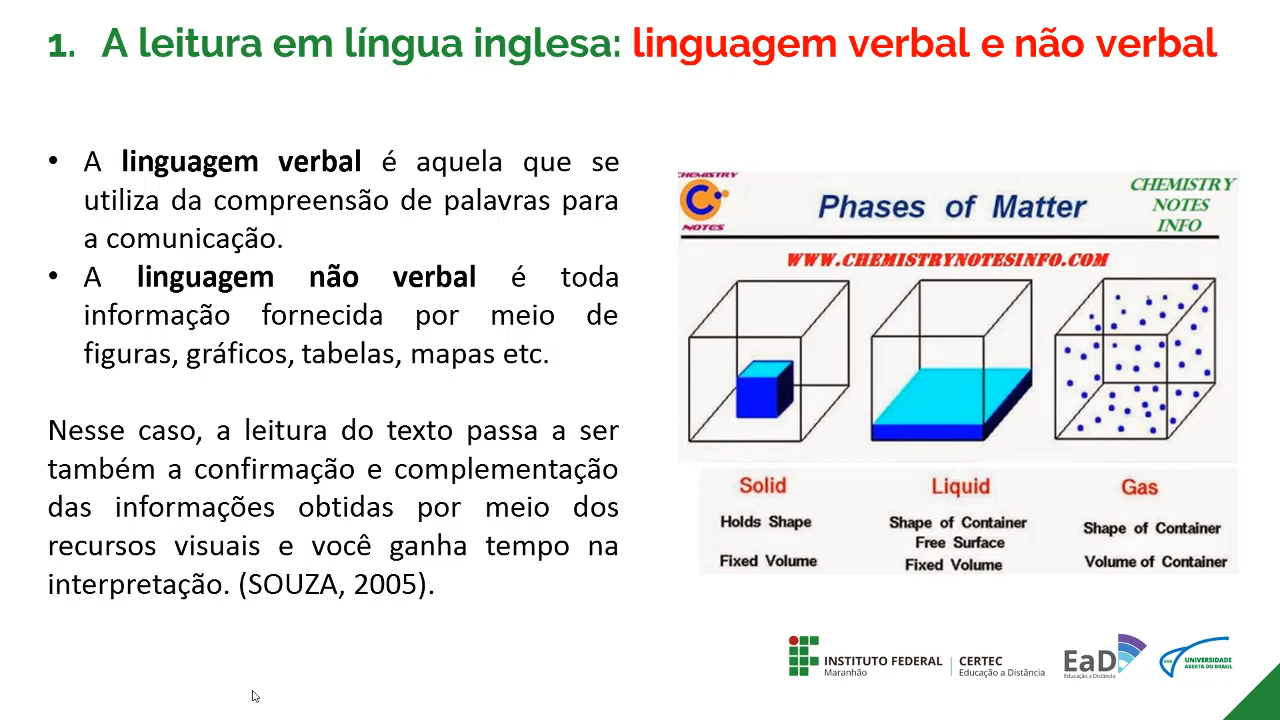 1. A leitura em língua inglesa: linguagem verbal e não verbal
• A linguagem verbal é aquela que se
utiliza da compreensão de palavras para
a comunicação.
• A linguagem não verbal é toda
informação fornecida por meio de
figuras, gráficos, tabelas, mapas etc.
Nesse caso, a leitura do texto passa a ser
também a confirmação e complementação
das informações obtidas por meio dos
recursos visuais e você ganha tempo na
interpretação. (SOUZA, 2005).
CHEMISTRY
C
NOTES
Phases of Matter
CHEMISTRY
NOTES
INFO
WWW.CHEMISTRYNOTESINFO.COM
Solid
Holds Shape
Fixed Volume
Liquid
Shape of Container
Free Surface
Fixed Volume
Gas
Shape of Container
Volume of Container
INSTITUTO FEDERAL
Maranhão
CERTEC
Educação a Distância
EaD
Educação a Distância
UAB
UNIVERSIDADE
ABERTA DO BRASIL